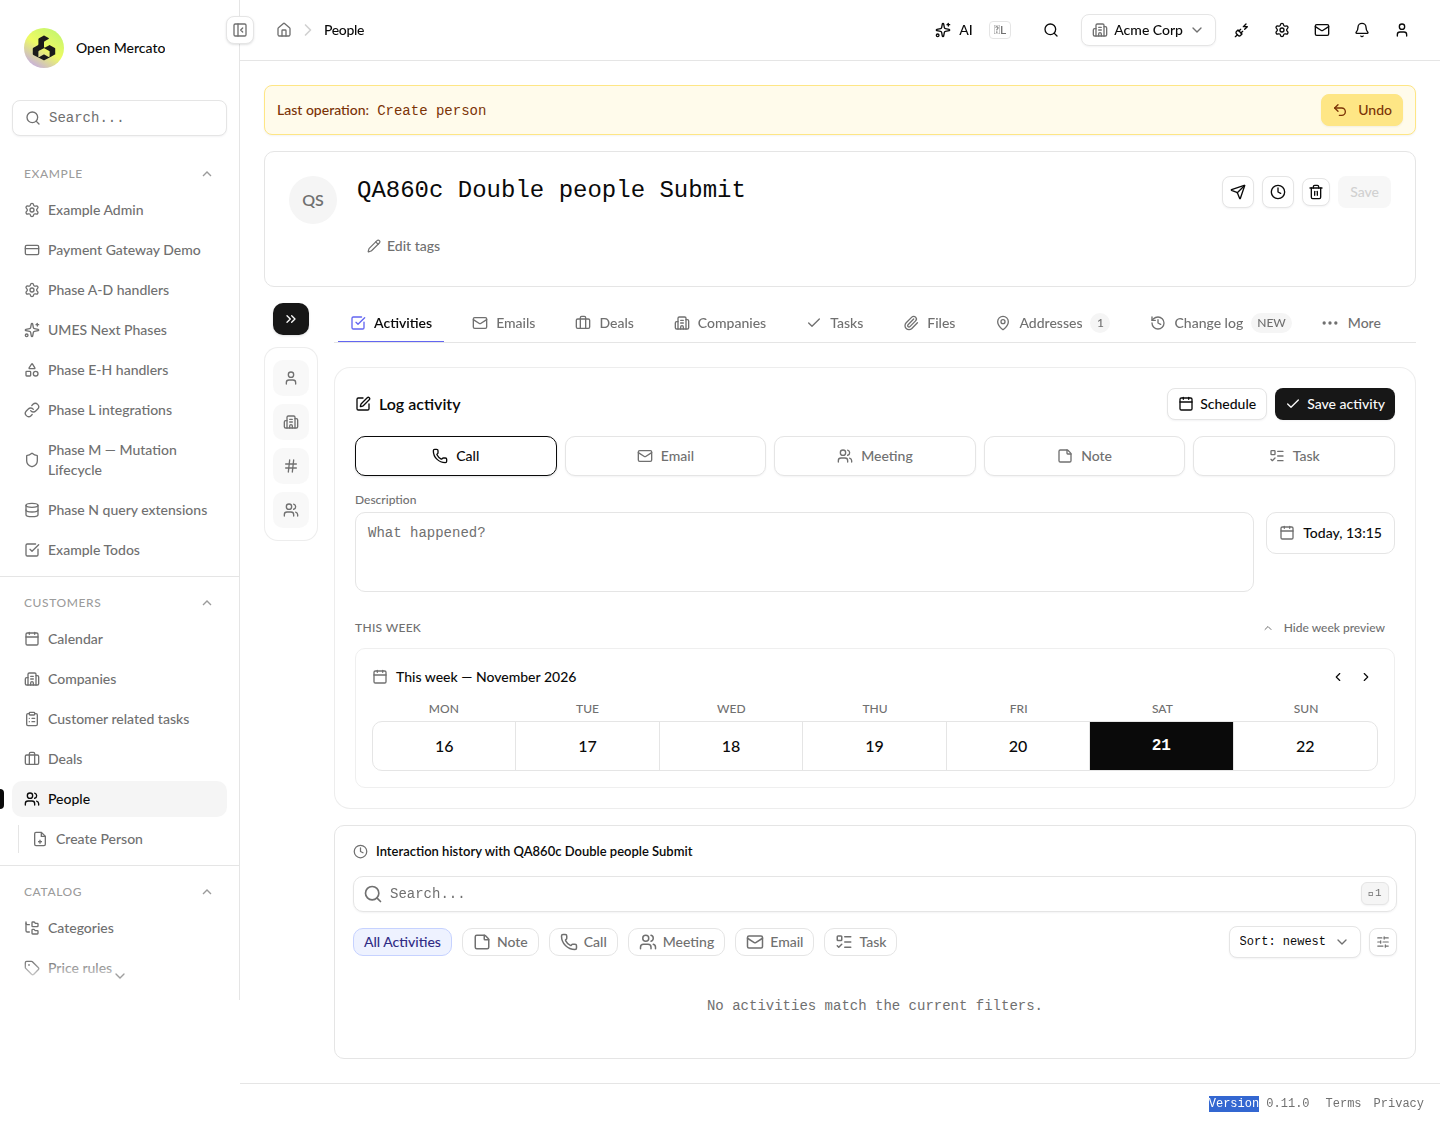 Open Mercato
Search...
EXAMPLE
Example Admin
Payment Gateway Demo
Phase A-D handlers
UMES Next Phases
Phase E-H handlers
Phase L integrations
Phase M — Mutation
Lifecycle
Phase N query extensions
Example Todos
CUSTOMERS
Calendar
Companies
Customer related tasks
Deals
People
Create Person
CATALOG
Categories
Price rules
People
AI
L
Acme Corp
Last operation: Create person
Undo
QS
QA860c Double people Submit
Save
Edit tags
Activities
Emails
Deals
Companies
Tasks
Files
Addresses 1
Change log NEW
More
Log activity
Schedule
Save activity
Call
Email
Meeting
Note
Task
Description
What happened?
Today, 13:15
THIS WEEK
Hide week preview
This week — November 2026
MON TUE WED THU FRI SAT SUN
16 17 18 19 20 21 22
Interaction history with QA860c Double people Submit
Search...
1
All Activities
Note
Call
Meeting
Email
Task
Sort: newest
No activities match the current filters.
Version 0.11.0 Terms Privacy